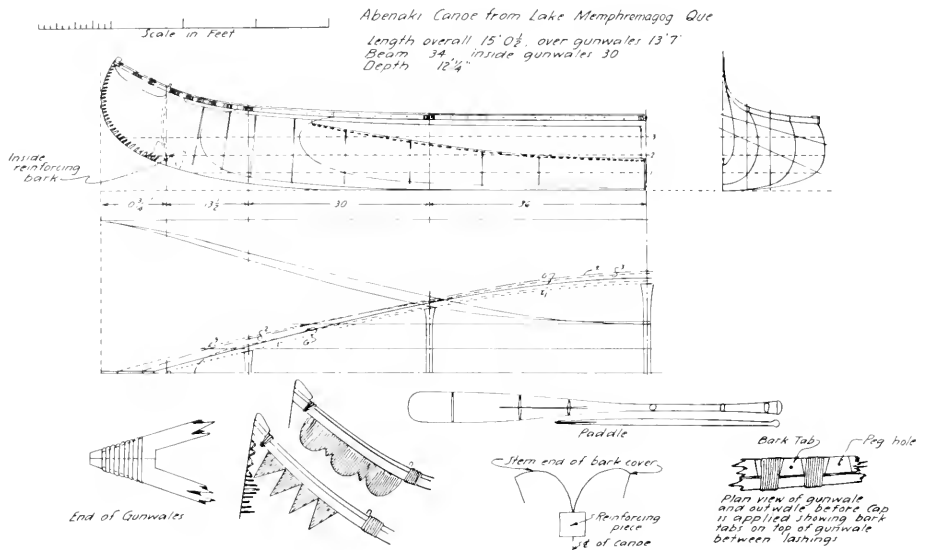 Abenaki Canoe from Lake Memphremagog Que
Scale in Feet
Length overall 15' 0½", over gunwales 13' 7"
Beam 34 inside gunwales 30
Depth 12¼"
Inside
reinforcing
bark
30
36
Paddle
Bark Tab
Peg hole
Stem end of bark cover
Reinforcing
piece
℄ of canoe
End of Gunwales
Plan view of gunwale
and outwale before Cap
is applied showing bark
tabs on top of gunwale
between lashings